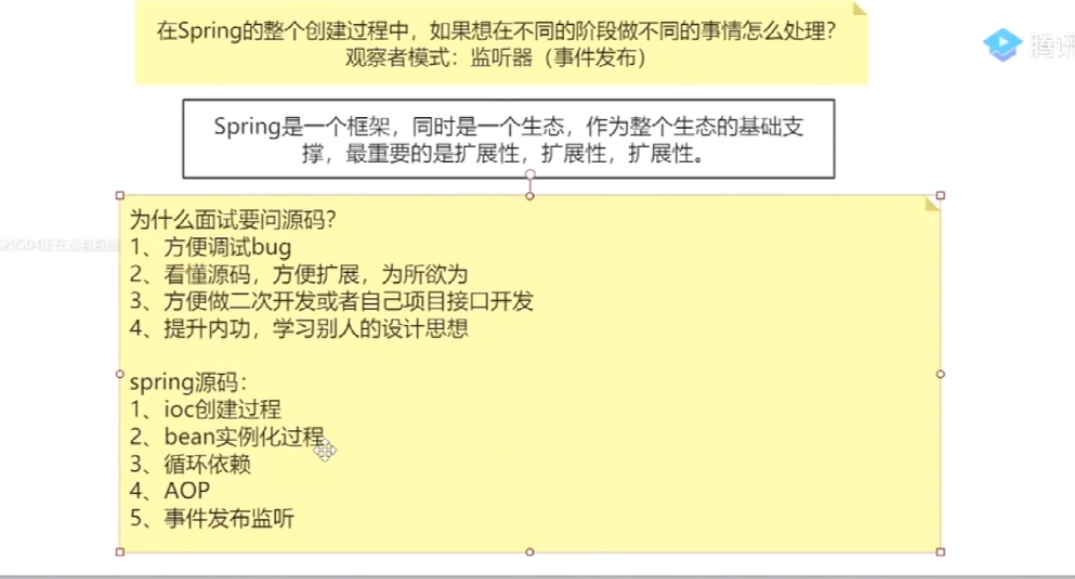 在Spring的整个创建过程中，如果想在不同的阶段做不同的事情怎么处理？
观察者模式：监听器（事件发布）
腾讯
Spring是一个框架，同时是一个生态，作为整个生态的基础支
撑，最重要的是扩展性，扩展性，扩展性。
为什么面试要问源码？
1、方便调试bug
2、看懂源码，方便扩展，为所欲为
3、方便做二次开发或者自己项目接口开发
4、提升内功，学习别人的设计思想
spring源码：
1、ioc创建过程
2、bean实例化过程
3、循环依赖
4、AOP
5、事件发布监听